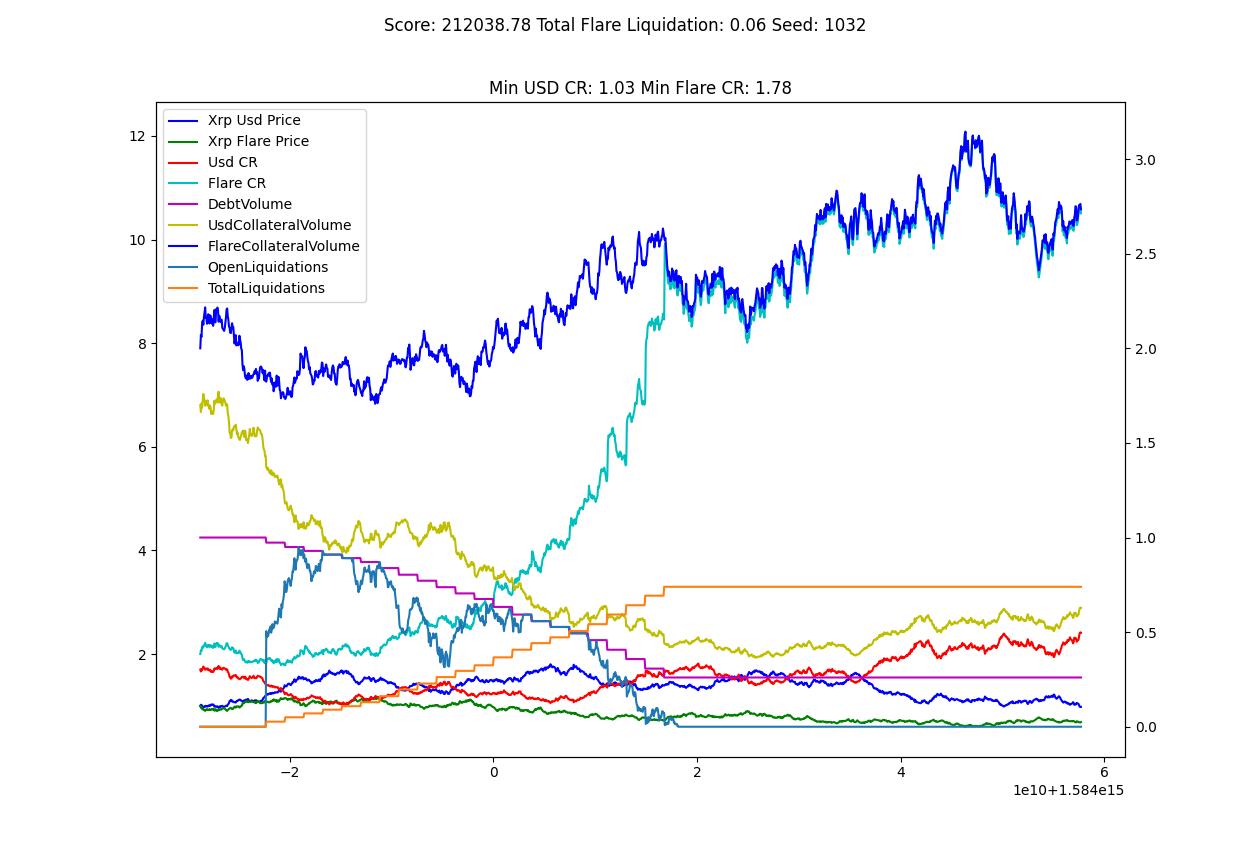 Score: 212038.78 Total Flare Liquidation: 0.06 Seed: 1032
Min USD CR: 1.03 Min Flare CR: 1.78
Xrp Usd Price
Xrp Flare Price
Usd CR
Flare CR
DebtVolume
UsdCollateralVolume
FlareCollateralVolume
OpenLiquidations
TotalLiquidations
12
10
8
6
4
2
3.0
2.5
2.0
1.5
1.0
0.5
0.0
−2 0 2 4 6
1e10+1.584e15